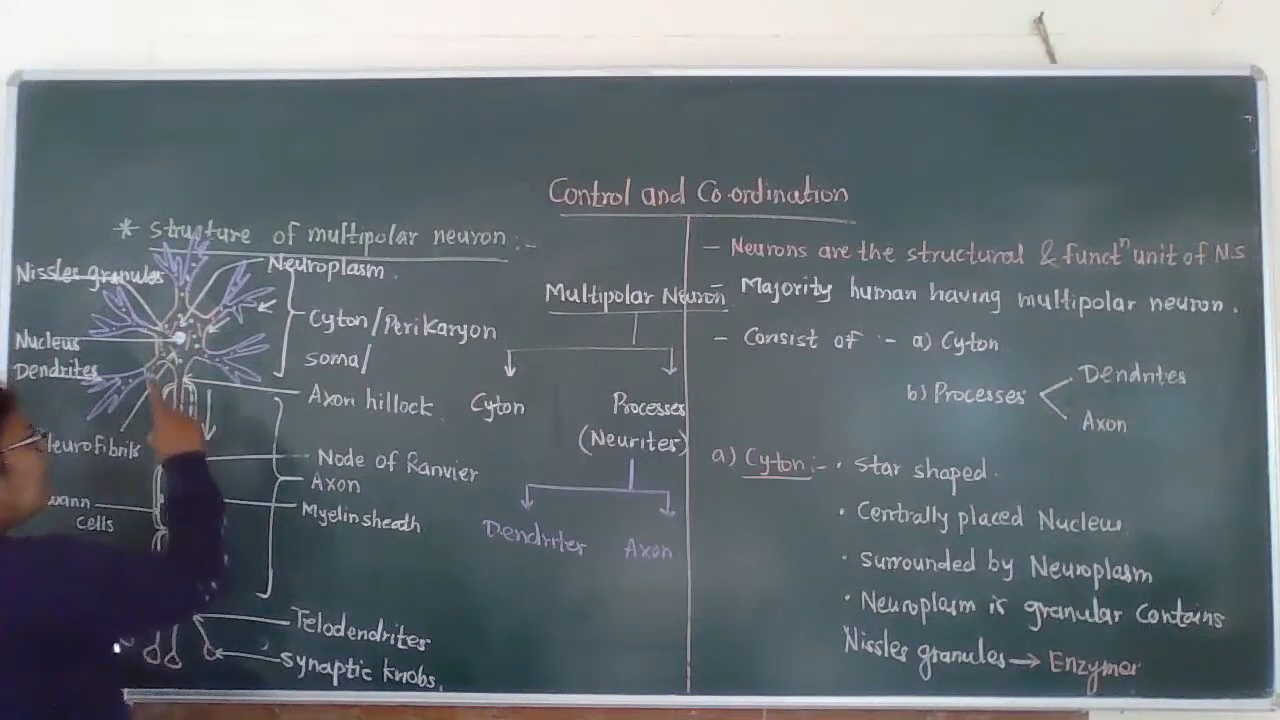 Control and Co-ordination
* Structure of multipolar neuron :-
Nissles granules
Neuroplasm
Nucleus
Cyton/Perikaryon
soma/
Dendrites
Axon hillock
Node of Ranvier
Axon
cells
Myelin sheath
Telodendrites
synaptic knobs.
Multipolar Neuron
Cyton
Processes
(Neurites)
Dendrites
Axon
- Neurons are the structural & functⁿ unit of N.S
- Majority human having multipolar neuron.
- Consist of :- a) Cyton
b) Processes
Dendrites
Axon
a) Cyton :- • Star shaped.
• Centrally placed Nucleus
• Surrounded by Neuroplasm
• Neuroplasm is granular Contains
Nissles granules → Enzymes